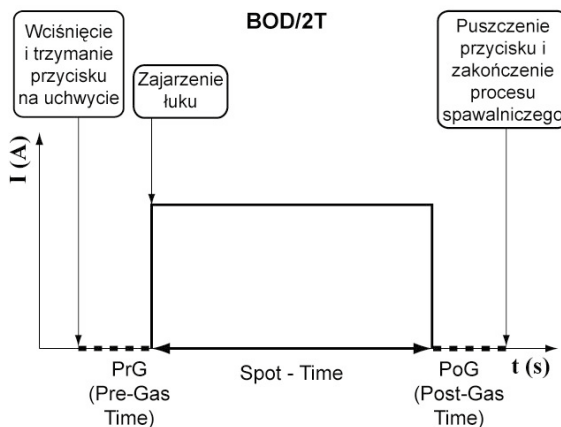 BOD/2T
Wciśnięcie
i trzymanie
przycisku
na uchwycie
Zajarzenie
łuku
Puszczenie
przycisku i
zakończenie
procesu
spawalniczego
I (A)
PrG
(Pre-Gas
Time)
Spot - Time
PoG
(Post-Gas
Time)
t (s)